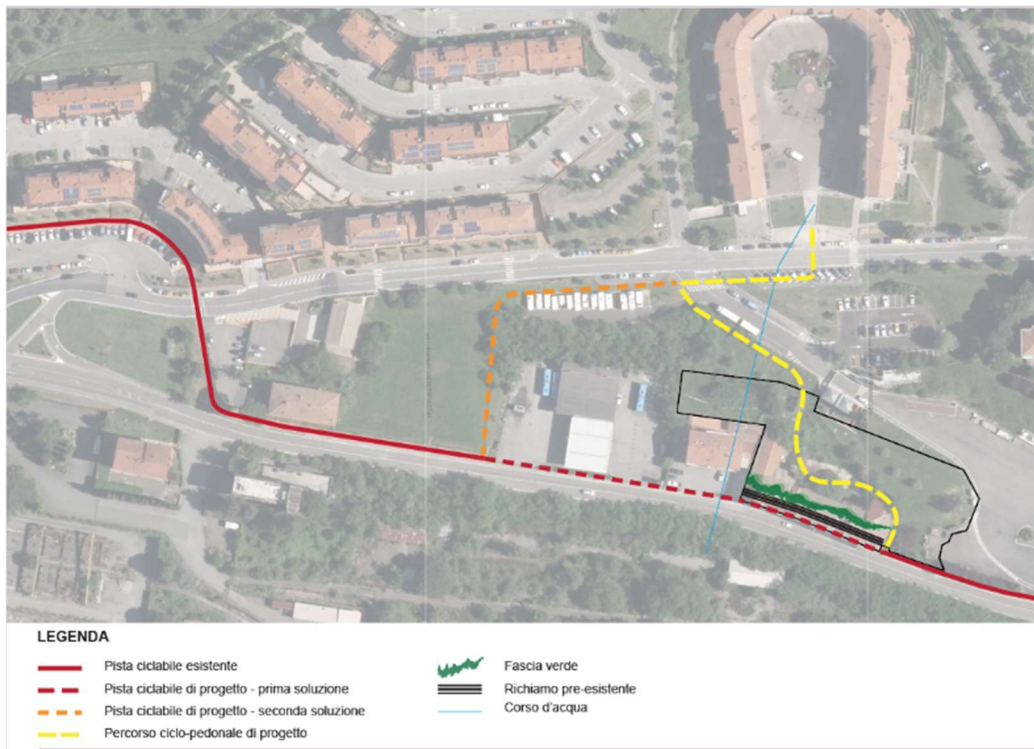 LEGENDA
Pista ciclabile esistente
Pista ciclabile di progetto - prima soluzione
Pista ciclabile di progetto - seconda soluzione
Percorso ciclo-pedonale di progetto
Fascia verde
Richiamo pre-esistente
Corso d'acqua